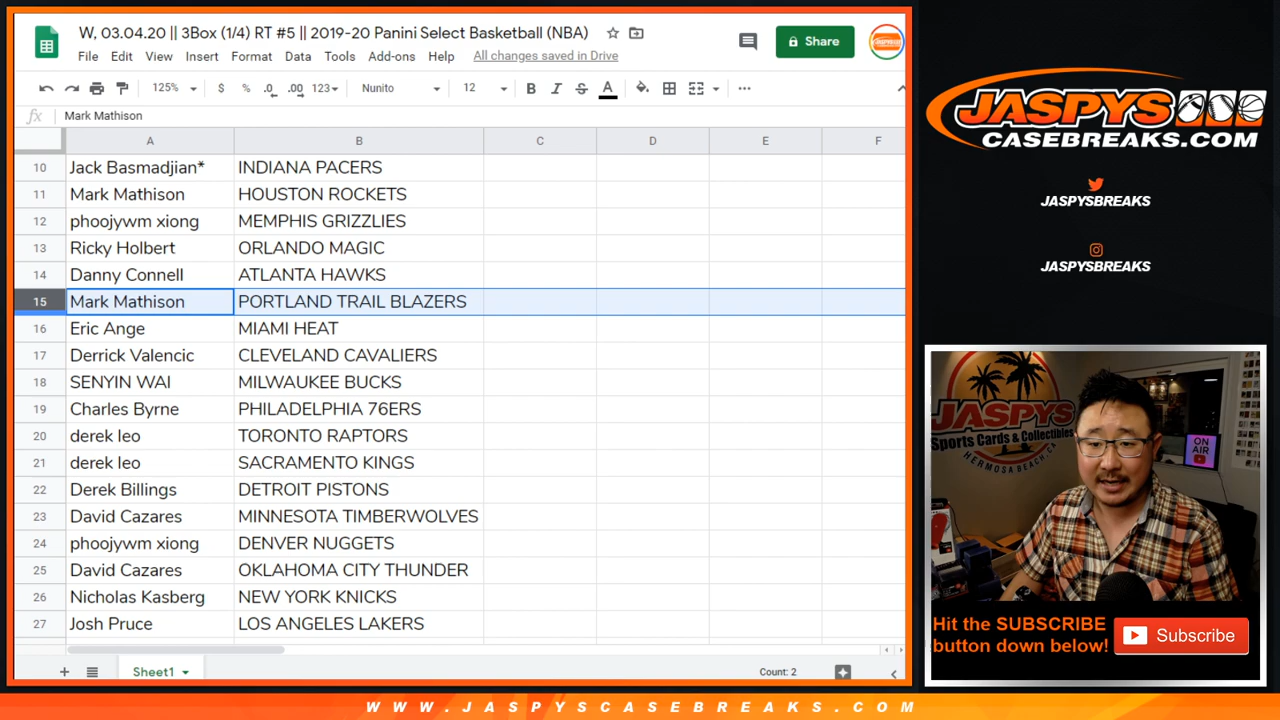 W, 03.04.20 || 3Box (1/4) RT #5 || 2019-20 Panini Select Basketball (NBA)
File Edit View Insert Format Data Tools Add-ons Help All changes saved in Drive
Share
125% $ % .0 .00 123 Nunito 12 B I S A
fx Mark Mathison
A B C D E F
10 Jack Basmadjian* INDIANA PACERS
11 Mark Mathison HOUSTON ROCKETS
12 phoojywm xiong MEMPHIS GRIZZLIES
13 Ricky Holbert ORLANDO MAGIC
14 Danny Connell ATLANTA HAWKS
15 Mark Mathison PORTLAND TRAIL BLAZERS
16 Eric Ange MIAMI HEAT
17 Derrick Valencic CLEVELAND CAVALIERS
18 SENYIN WAI MILWAUKEE BUCKS
19 Charles Byrne PHILADELPHIA 76ERS
20 derek leo TORONTO RAPTORS
21 derek leo SACRAMENTO KINGS
22 Derek Billings DETROIT PISTONS
23 David Cazares MINNESOTA TIMBERWOLVES
24 phoojywm xiong DENVER NUGGETS
25 David Cazares OKLAHOMA CITY THUNDER
26 Nicholas Kasberg NEW YORK KNICKS
27 Josh Pruce LOS ANGELES LAKERS
Sheet1
Count: 2
JASPYS
CASEBREAKS.COM
JASPYSBREAKS
JASPYSBREAKS
JASPYS
Sports Cards & Collectibles
HERMOSA BEACH, CA
ON
AIR
Hit the SUBSCRIBE
button down below!
Subscribe
WWW.JASPYSCASEBREAKS.COM